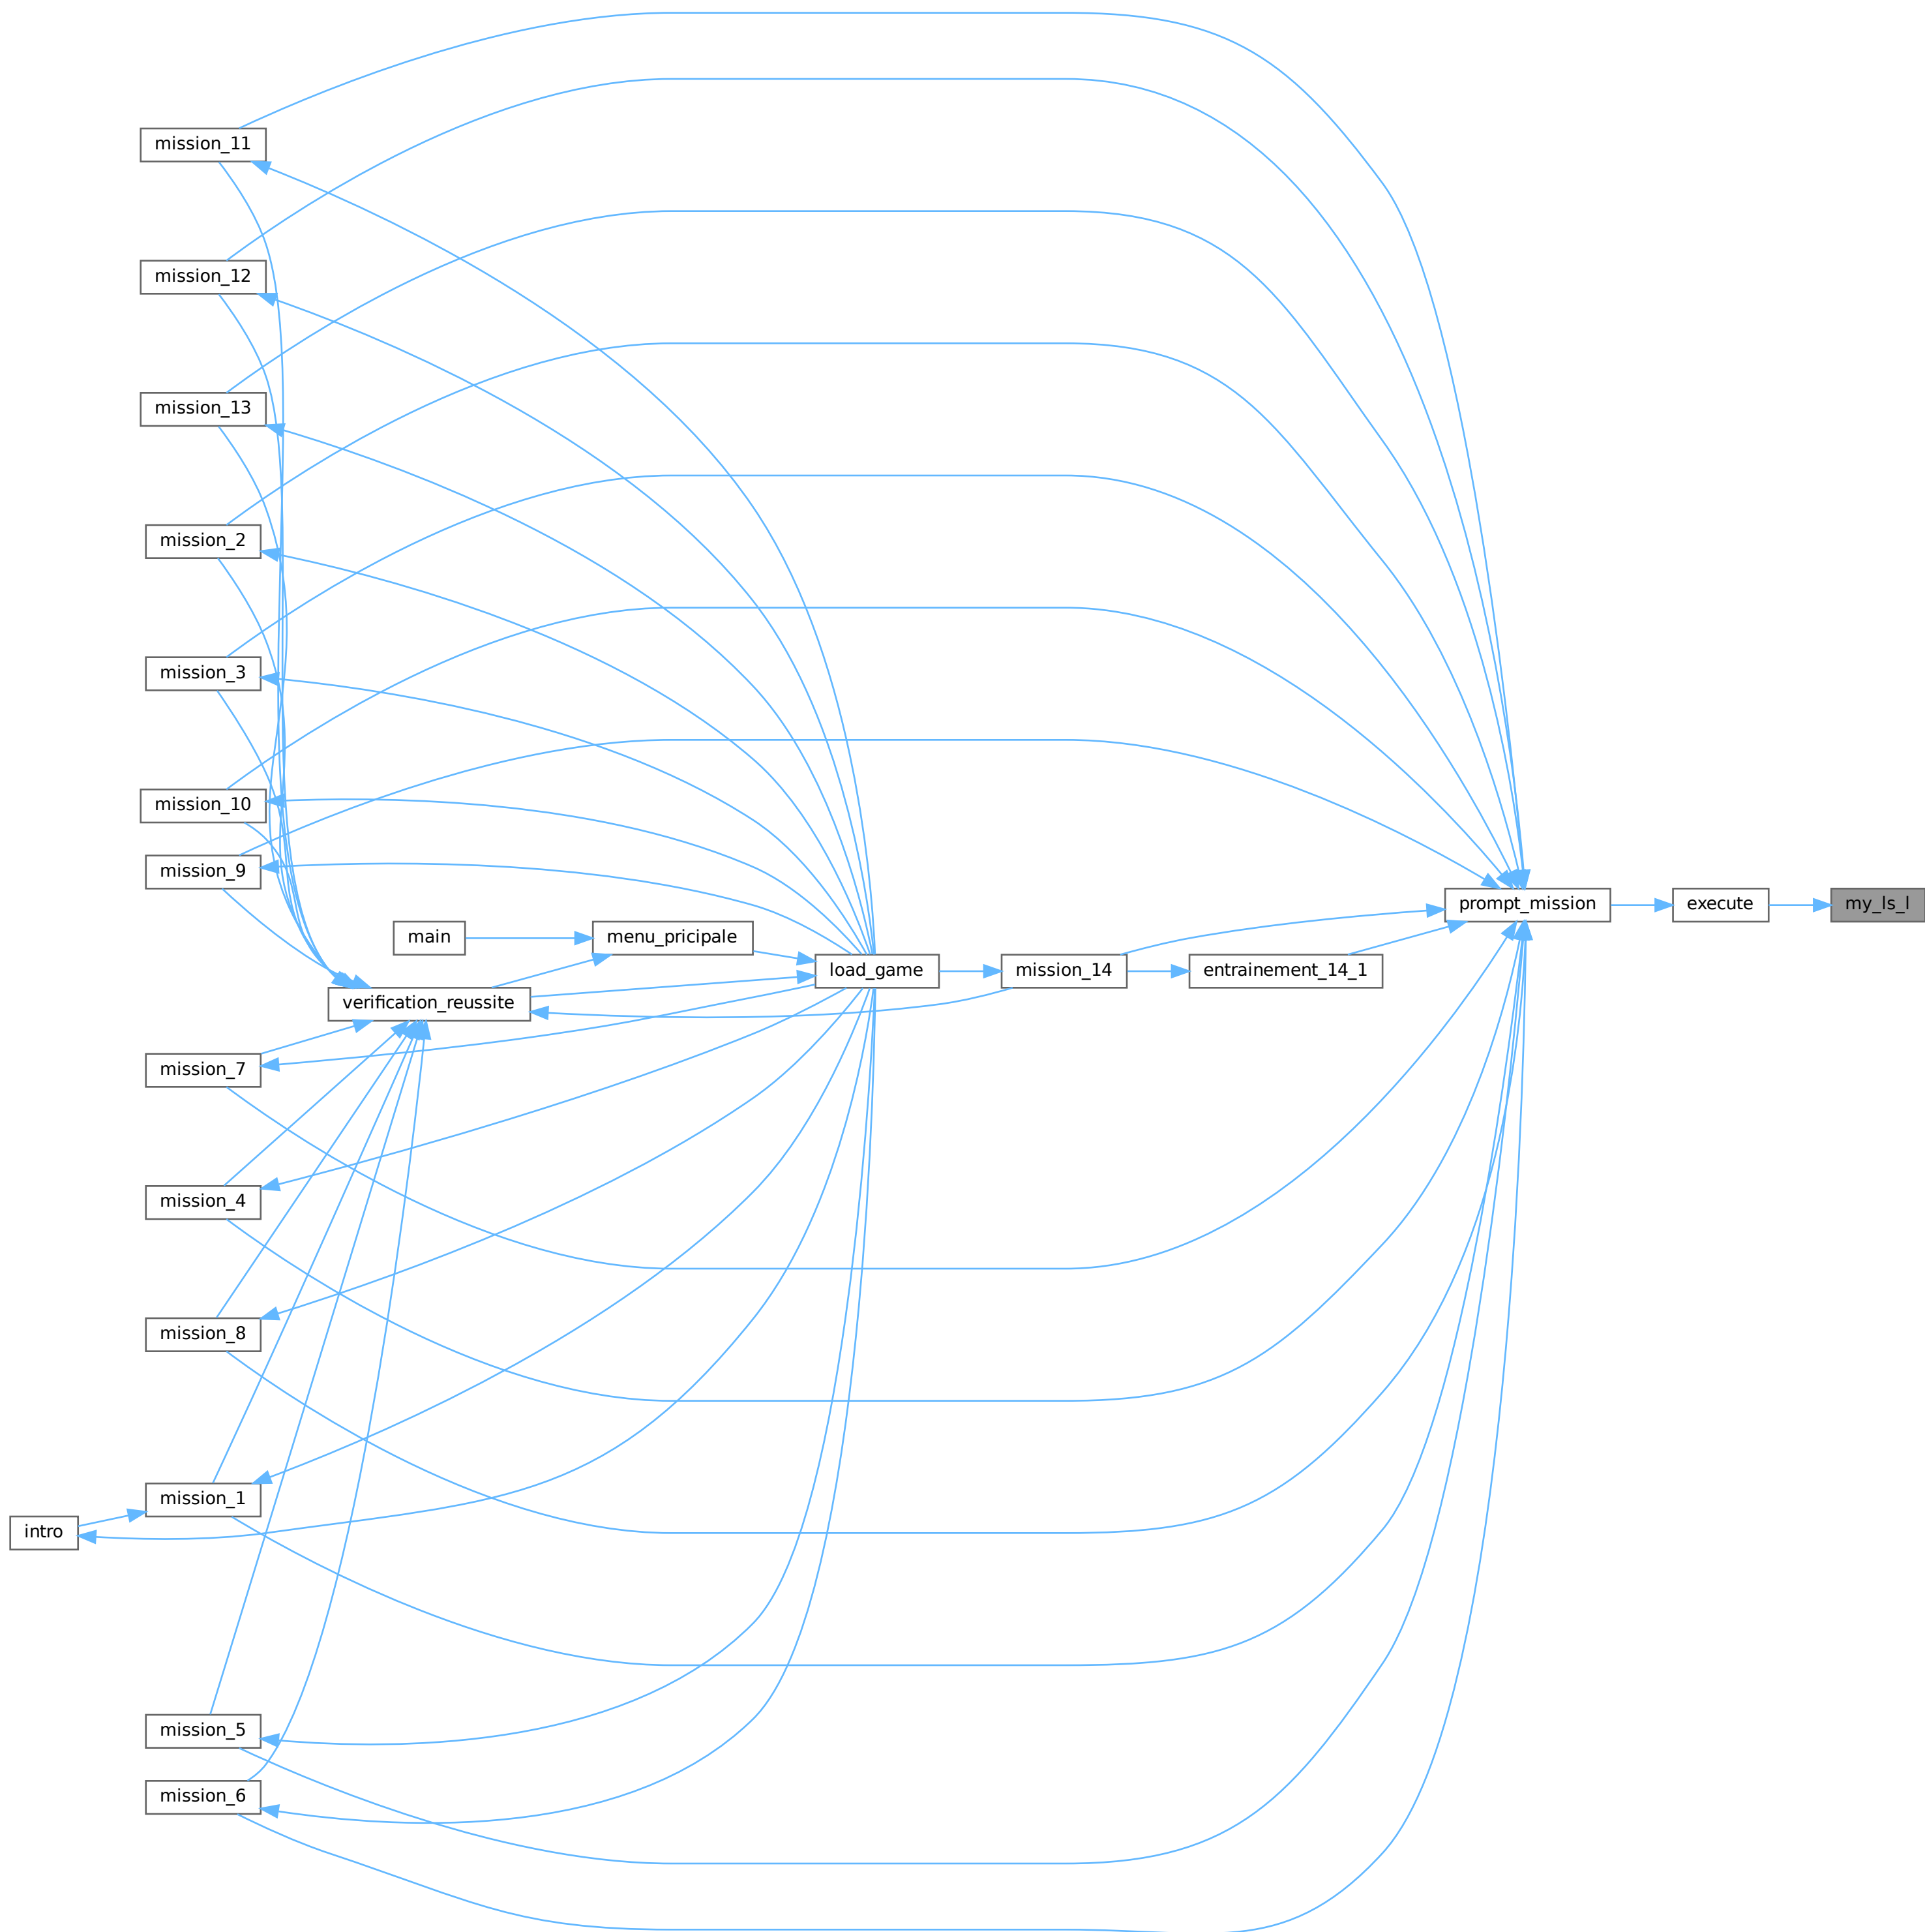 mission_11
mission_12
mission_13
mission_2
mission_3
mission_10
mission_9
prompt_mission
execute
my_ls_l
main
menu_pricipale
load_game
mission_14
entrainement_14_1
verification_reussite
mission_7
mission_4
mission_8
mission_1
intro
mission_5
mission_6